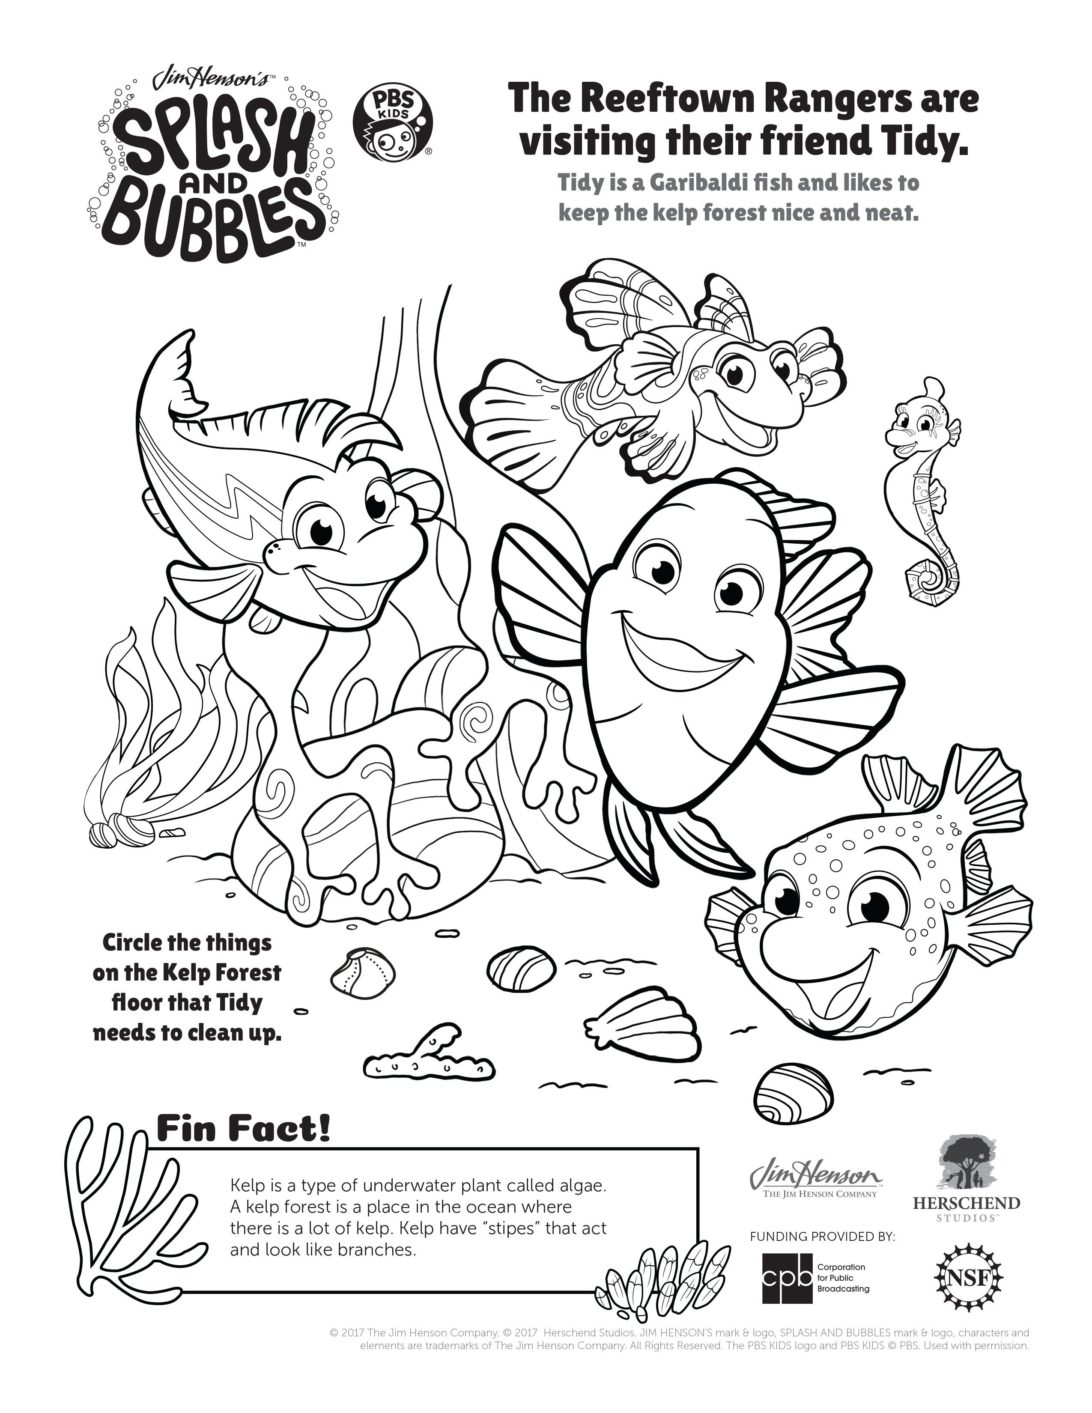 Jim Henson's™
SPLASH
AND
BUBBLES™
PBS
KIDS®
The Reeftown Rangers are
visiting their friend Tidy.
Tidy is a Garibaldi fish and likes to
keep the kelp forest nice and neat.
Circle the things
on the Kelp Forest
floor that Tidy
needs to clean up.
Fin Fact!
Kelp is a type of underwater plant called algae.
A kelp forest is a place in the ocean where
there is a lot of kelp. Kelp have “stipes” that act
and look like branches.
Jim Henson™
THE JIM HENSON COMPANY
HERSCHEND
STUDIOS™
FUNDING PROVIDED BY:
cpb
Corporation
for Public
Broadcasting
NSF
© 2017 The Jim Henson Company, © 2017 Herschend Studios. JIM HENSON'S mark & logo, SPLASH AND BUBBLES mark & logo, characters and
elements are trademarks of The Jim Henson Company. All Rights Reserved. The PBS KIDS logo and PBS KIDS © PBS. Used with permission.